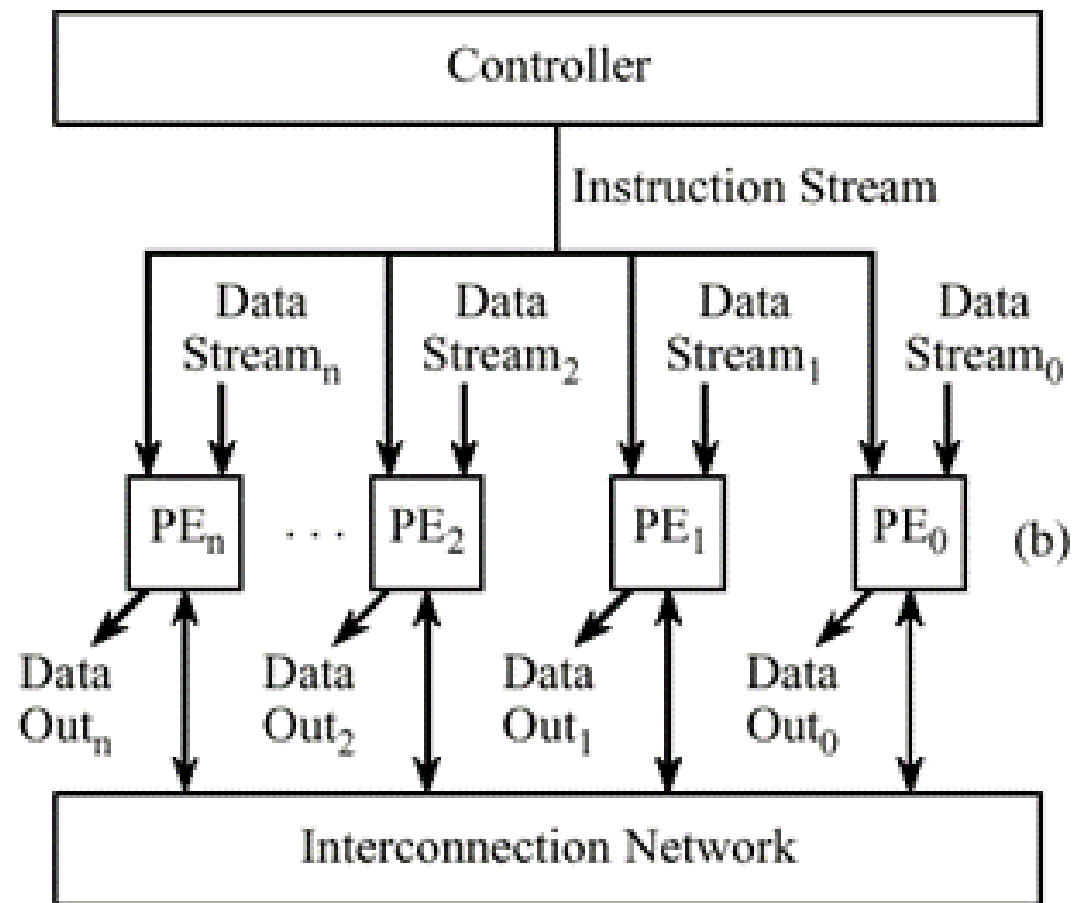 Controller
Instruction Stream
Data
Streamₙ
Data
Stream₂
Data
Stream₁
Data
Stream₀
PEₙ
· · ·
PE₂
PE₁
PE₀
(b)
Data
Outₙ
Data
Out₂
Data
Out₁
Data
Out₀
Interconnection Network